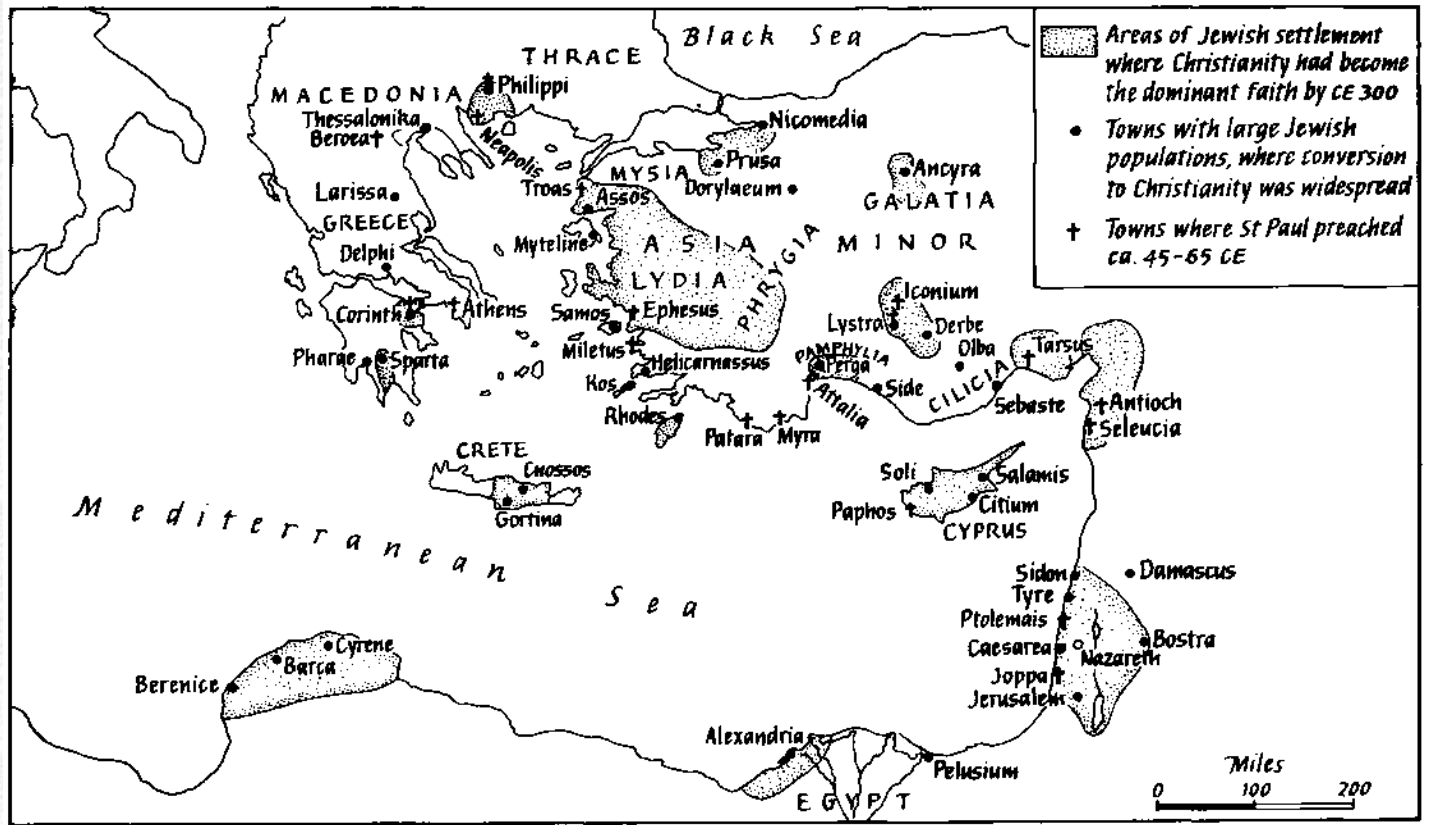 Black Sea
THRACE
Philippi
MACEDONIA
Thessalonika
Beroea
Neapolis
Larissa
GREECE
Delphi
Corinth
Athens
Pharae
Sparta
Nicomedia
Prusa
MYSIA
Dorylaeum
Troas
Assos
Ancyra
GALATIA
Myteline
ASIA
MINOR
LYDIA
PHRYGIA
Samos
Ephesus
Miletus
Helicarnassus
Kos
Rhodes
Iconium
Lystra
Derbe
Olba
Tarsus
PAMPHYLIA
Perga
Attalia
Side
CILICIA
Sebaste
Antioch
Seleucia
Patara
Myra
CRETE
Cnossos
Gortina
Soli
Salamis
Paphos
Citium
CYPRUS
Mediterranean
Sea
Sidon
Damascus
Tyre
Ptolemais
Caesarea
Nazareth
Bostra
Joppa
Jerusalem
Cyrene
Barca
Berenice
Alexandria
Pelusium
EGYPT
Areas of Jewish settlement
where Christianity had become
the dominant Faith by CE 300
Towns with large Jewish
populations, where conversion
to Christianity was widespread
Towns where St Paul preached
ca. 45-65 CE
Miles
0 100 200